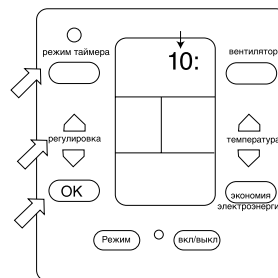 режим таймера
10:
вентилятор
регулировка
температура
OK
экономия
электроэнергии
Режим
вкл/выкл